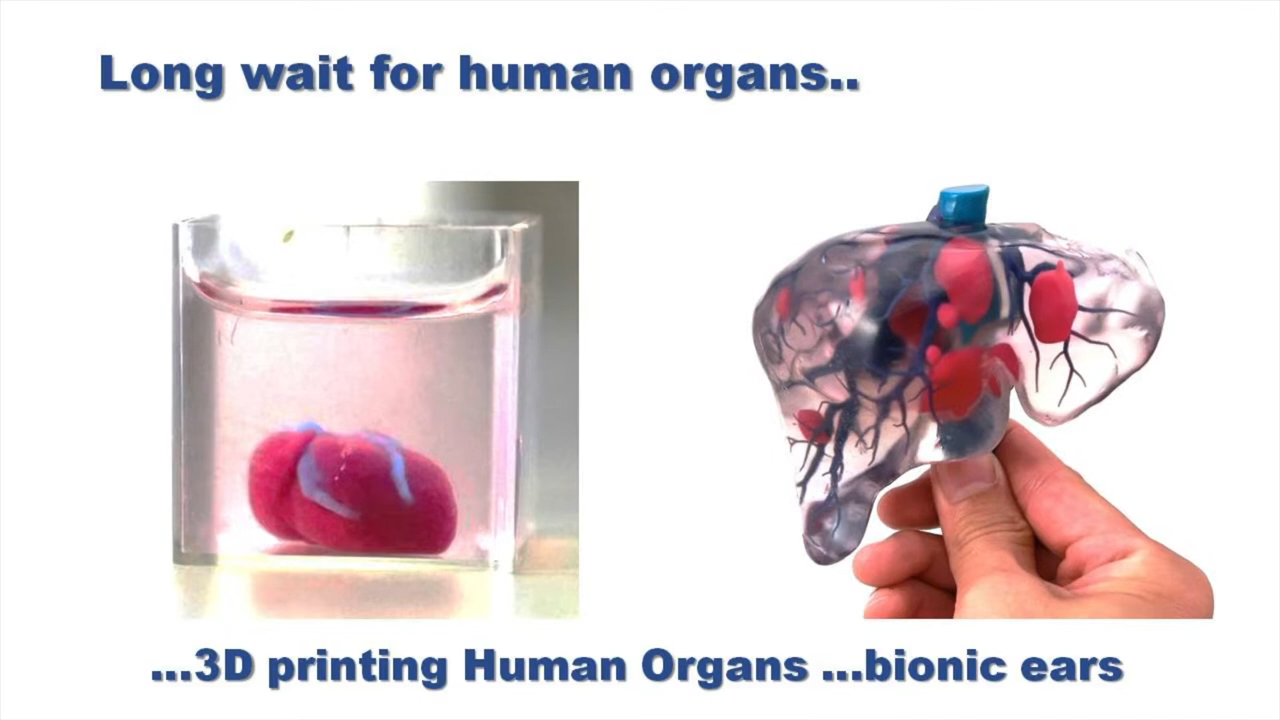 Long wait for human organs..
...3D printing Human Organs ...bionic ears